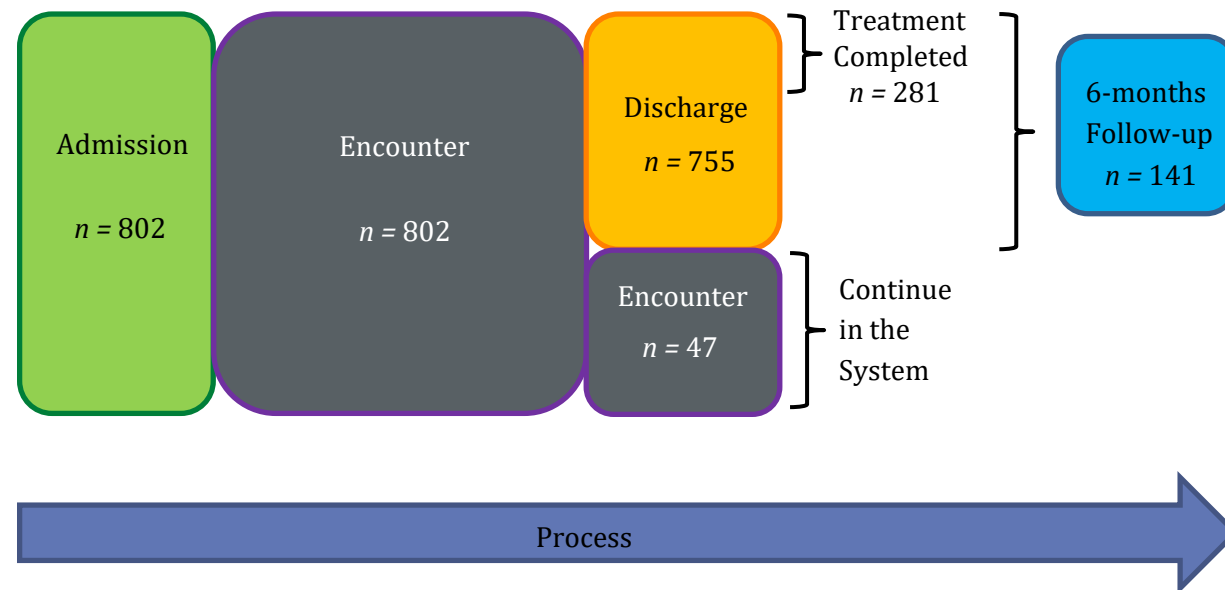 Admission
n = 802
Encounter
n = 802
Discharge
n = 755
Encounter
n = 47
Treatment
Completed
n = 281
Continue
in the
System
6-months
Follow-up
n = 141
Process